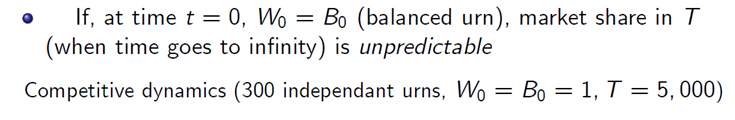 • If, at time t = 0, W₀ = B₀ (balanced urn), market share in T
(when time goes to infinity) is unpredictable
Competitive dynamics (300 independant urns, W₀ = B₀ = 1, T = 5, 000)